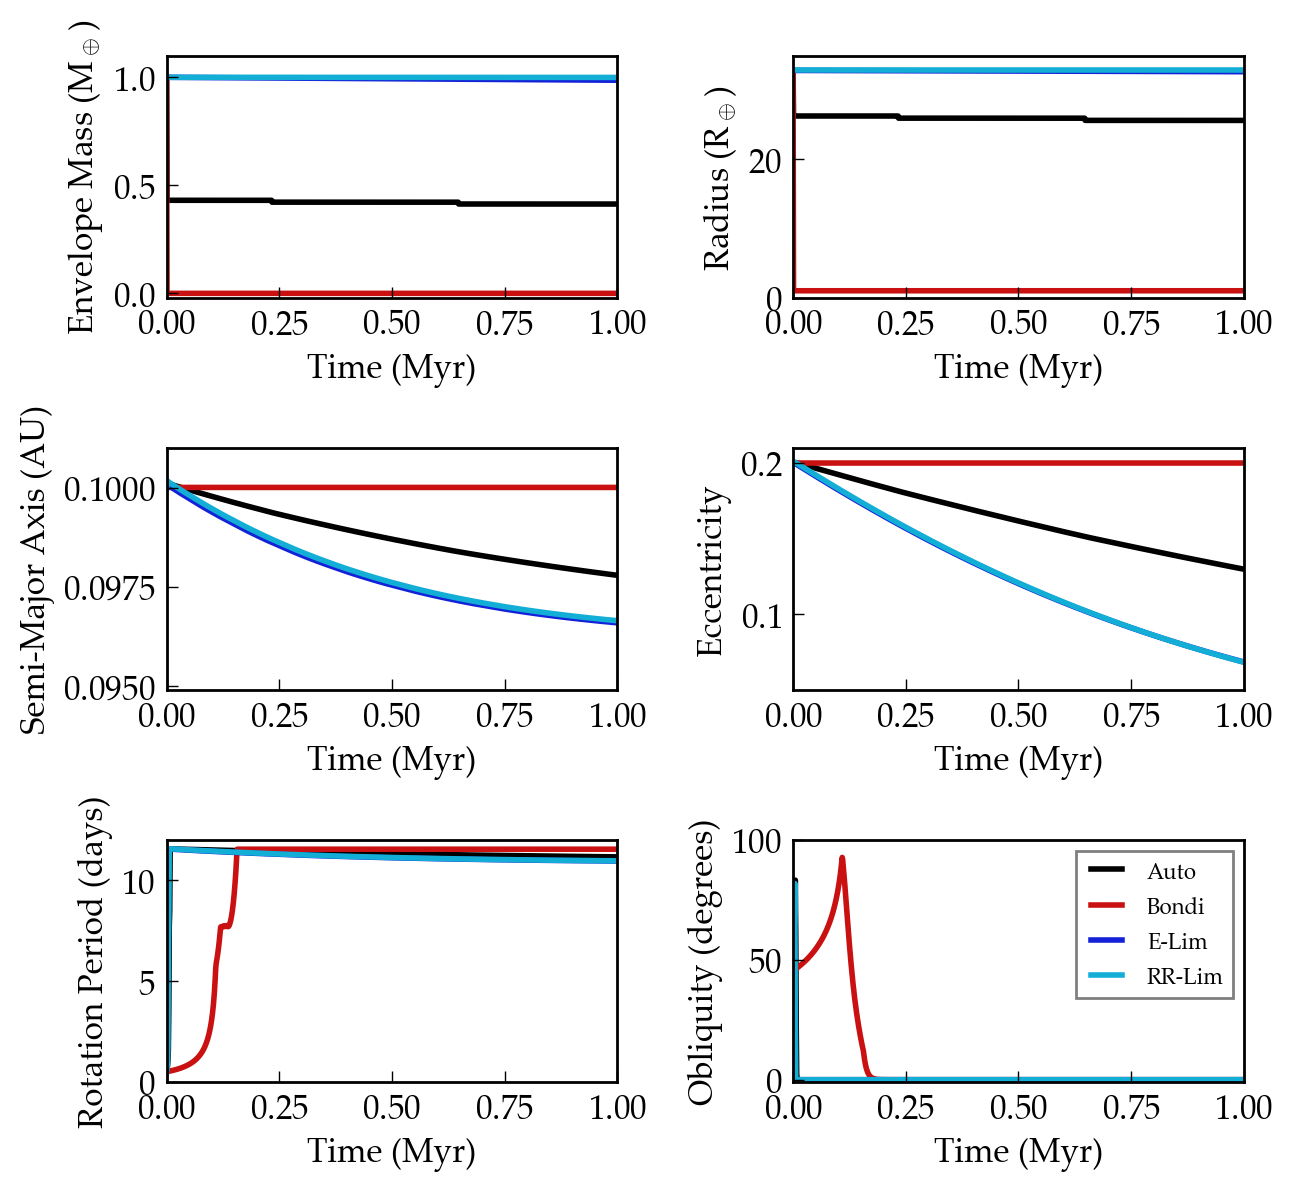 Envelope Mass (M⊕)
1.0
0.5
0.0
0.00 0.25 0.50 0.75 1.00
Time (Myr)
Radius (R⊕)
20
0
0.00 0.25 0.50 0.75 1.00
Time (Myr)
Semi-Major Axis (AU)
0.1000
0.0975
0.0950
0.00 0.25 0.50 0.75 1.00
Time (Myr)
Eccentricity
0.2
0.1
0.00 0.25 0.50 0.75 1.00
Time (Myr)
Rotation Period (days)
10
5
0
0.00 0.25 0.50 0.75 1.00
Time (Myr)
Obliquity (degrees)
100
50
0
0.00 0.25 0.50 0.75 1.00
Time (Myr)
Auto
Bondi
E-Lim
RR-Lim